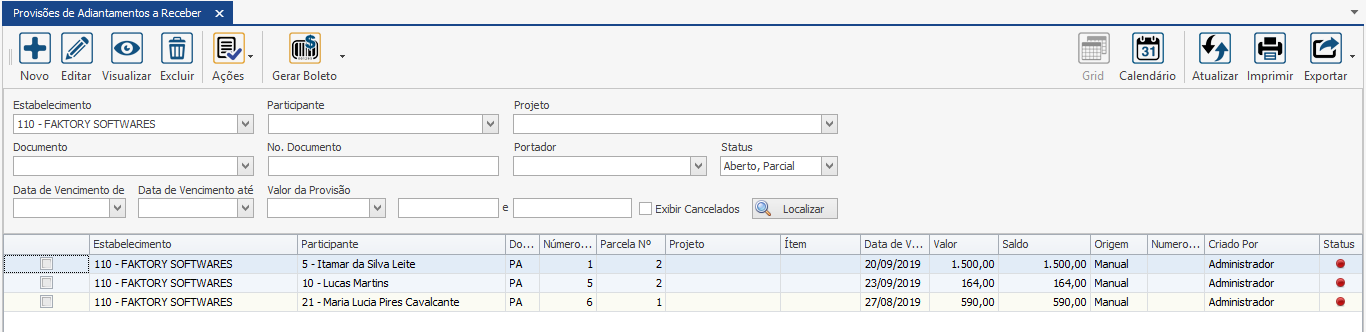 Provisões de Adiantamentos a Receber
Novo Editar Visualizar Excluir Ações Gerar Boleto Grid 31 Calendário Atualizar Imprimir Exportar
Estabelecimento Participante Projeto
110 - FAKTORY SOFTWARES
Documento No. Documento Portador Status
Aberto, Parcial
Data de Vencimento de Data de Vencimento até Valor da Provisão
e Exibir Cancelados Localizar
Estabelecimento Participante Do... Número... Parcela Nº Projeto Ítem Data de V... Valor Saldo Origem Numero... Criado Por Status
110 - FAKTORY SOFTWARES 5 - Itamar da Silva Leite PA 1 2 20/09/2019 1.500,00 1.500,00 Manual Administrador
110 - FAKTORY SOFTWARES 10 - Lucas Martins PA 5 2 23/09/2019 164,00 164,00 Manual Administrador
110 - FAKTORY SOFTWARES 21 - Maria Lucia Pires Cavalcante PA 6 1 27/08/2019 590,00 590,00 Manual Administrador